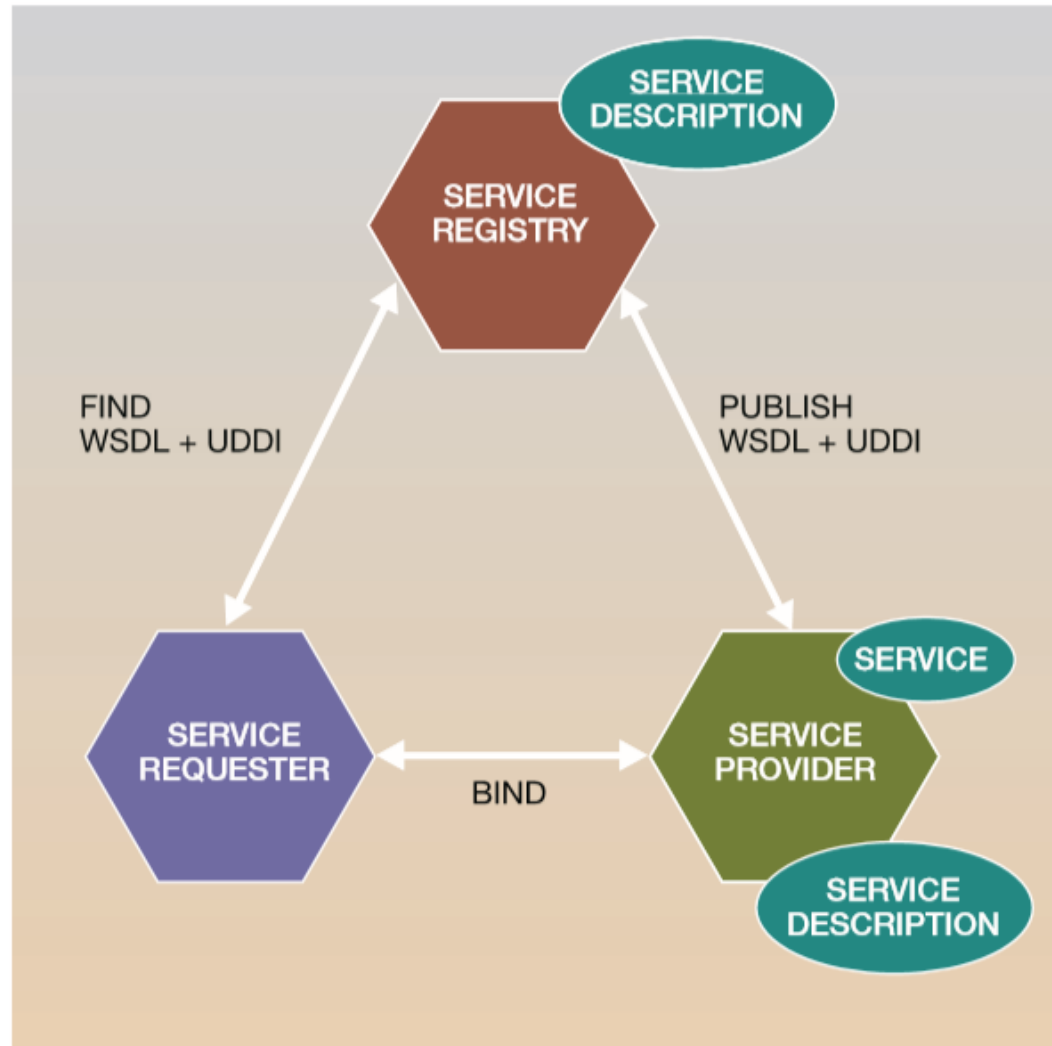 SERVICE
DESCRIPTION
SERVICE
REGISTRY
FIND
WSDL + UDDI
PUBLISH
WSDL + UDDI
SERVICE
SERVICE
REQUESTER
BIND
SERVICE
PROVIDER
SERVICE
DESCRIPTION